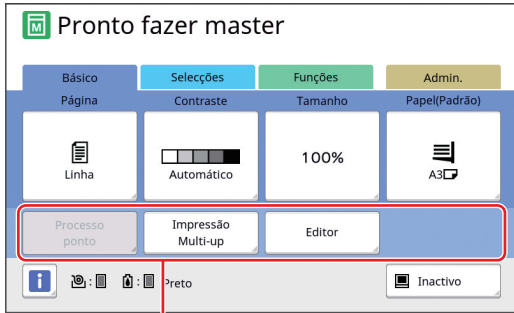 Pronto fazer master
Básico Selecções Funções Admin.
Página Contraste Tamanho Papel(Padrão)
100%
Linha Automático A3
Processo ponto
Impressão Multi-up
Editor
Preto Inactivo